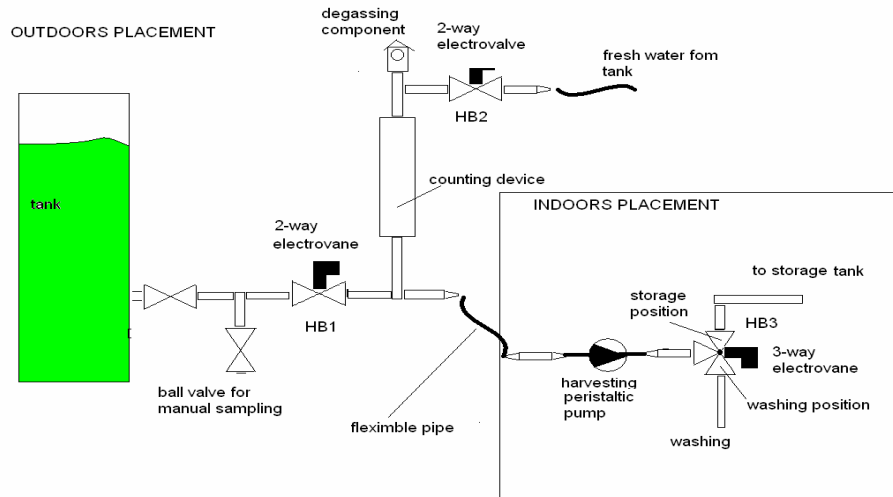 OUTDOORS PLACEMENT
degassing
component
2-way
electrovalve
fresh water fom
tank
HB2
counting device
tank
2-way
electrovane
HB1
ball valve for
manual sampling
fleximble pipe
INDOORS PLACEMENT
to storage tank
storage
position
HB3
3-way
electrovane
harvesting
peristaltic
pump
washing position
washing